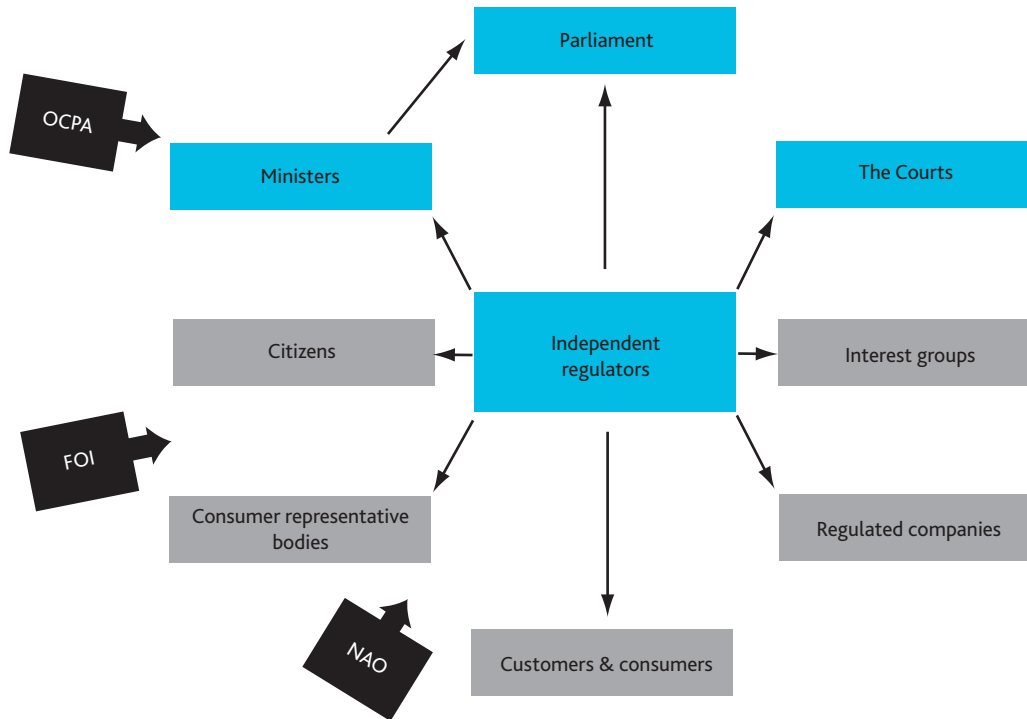 Parliament
OCPA
Ministers
The Courts
Citizens
Independent
regulators
Interest groups
FOI
Consumer representative
bodies
Regulated companies
NAO
Customers & consumers